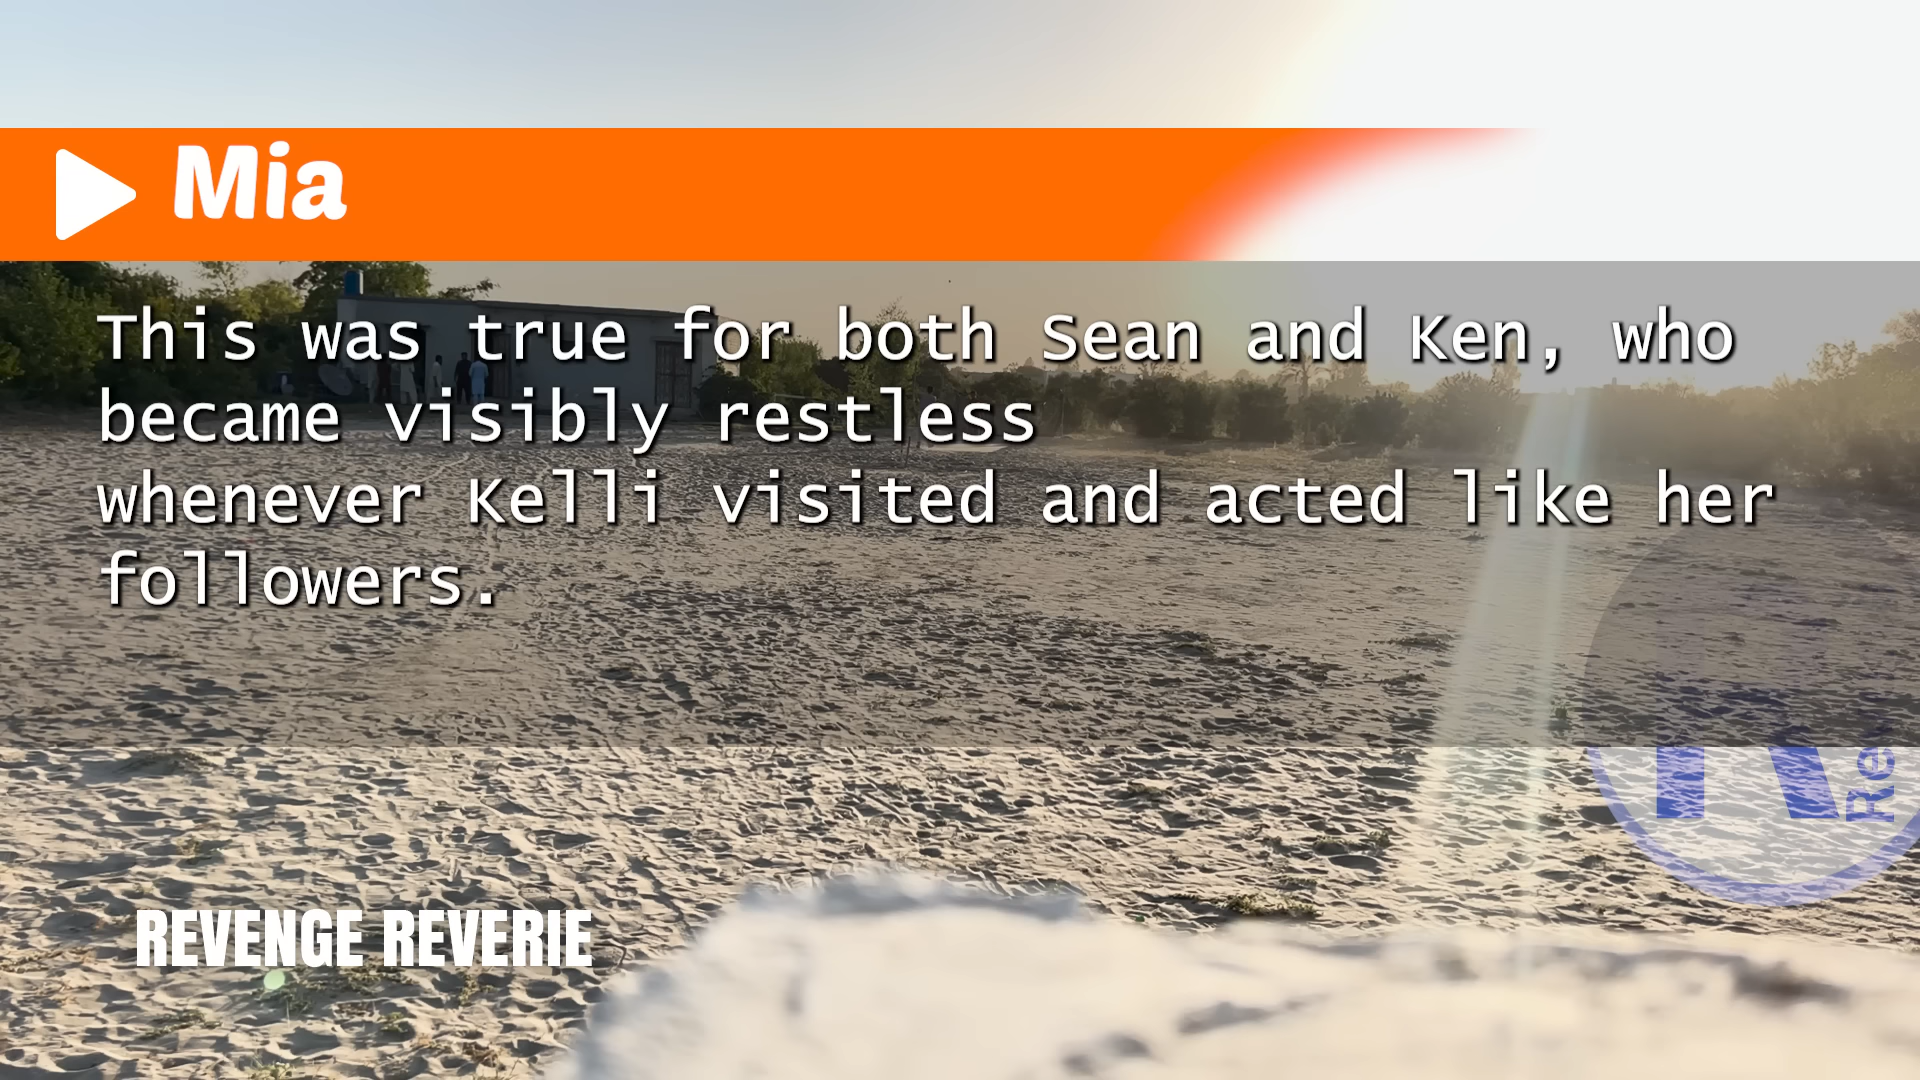 Mia
This was true for both Sean and Ken, who
became visibly restless
whenever Kelli visited and acted like her
followers.
Re
REVENGE REVERIE